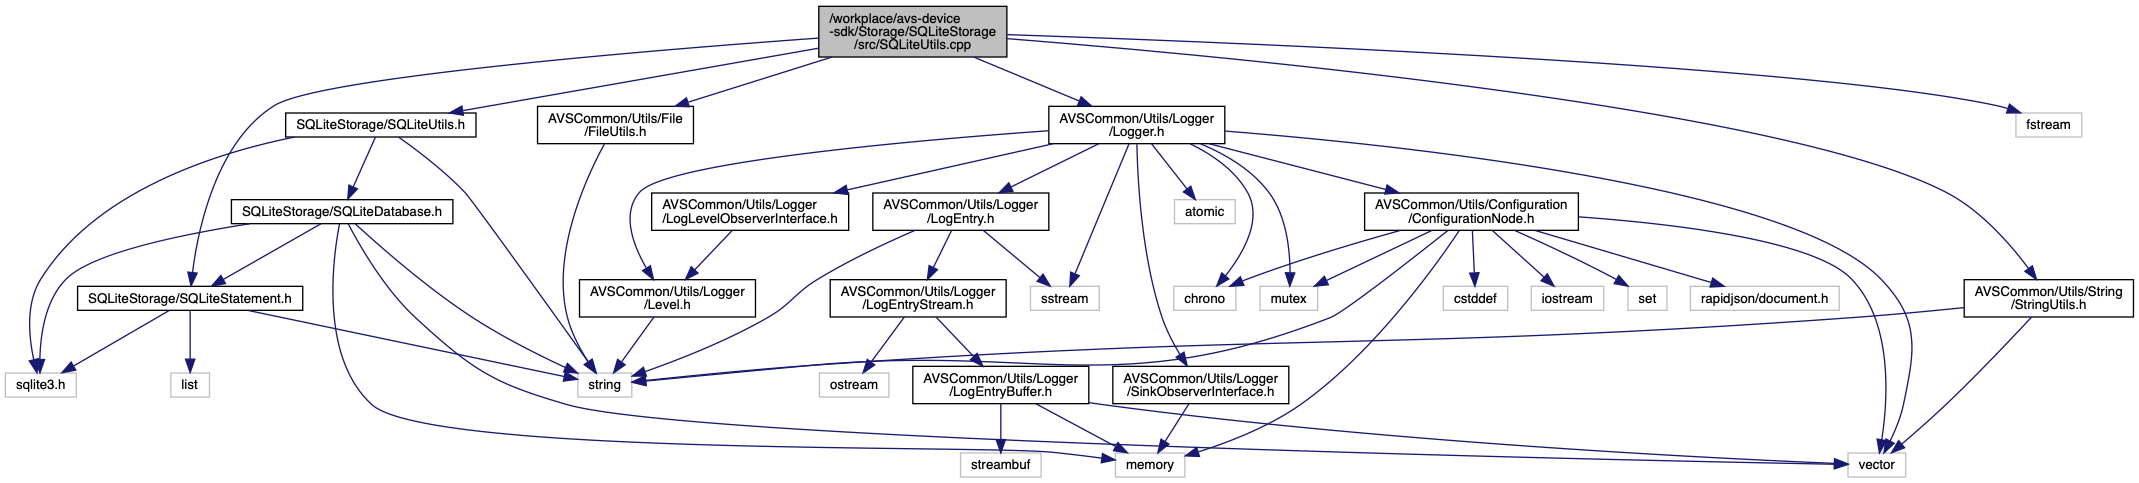 /workplace/avs-device
-sdk/Storage/SQLiteStorage
/src/SQLiteUtils.cpp
SQLiteStorage/SQLiteUtils.h
AVSCommon/Utils/File
/FileUtils.h
AVSCommon/Utils/Logger
/Logger.h
fstream
SQLiteStorage/SQLiteDatabase.h
AVSCommon/Utils/Logger
/LogLevelObserverInterface.h
AVSCommon/Utils/Logger
/LogEntry.h
atomic
AVSCommon/Utils/Configuration
/ConfigurationNode.h
SQLiteStorage/SQLiteStatement.h
AVSCommon/Utils/Logger
/Level.h
AVSCommon/Utils/Logger
/LogEntryStream.h
sstream
chrono
mutex
cstddef
iostream
set
rapidjson/document.h
AVSCommon/Utils/String
/StringUtils.h
sqlite3.h
list
string
ostream
AVSCommon/Utils/Logger
/LogEntryBuffer.h
AVSCommon/Utils/Logger
/SinkObserverInterface.h
streambuf
memory
vector